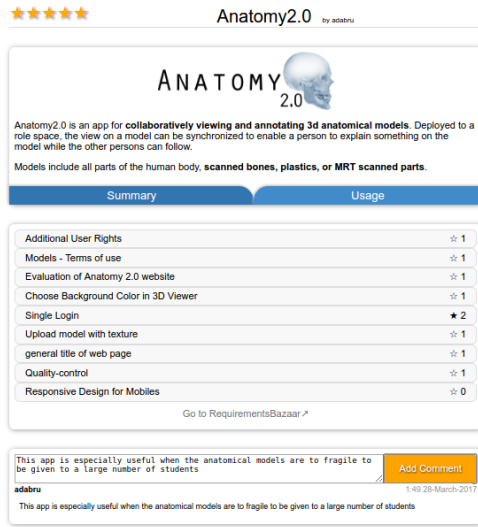 Anatomy2.0 by adabru
ANATOMY
2.0
Anatomy2.0 is an app for collaboratively viewing and annotating 3d anatomical models. Deployed to a
role space, the view on a model can be synchronized to enable a person to explain something on the
model while the other persons can follow.
Models include all parts of the human body, scanned bones, plastics, or MRT scanned parts.
Summary Usage
Additional User Rights ☆ 1
Models - Terms of use ☆ 1
Evaluation of Anatomy 2.0 website ☆ 1
Choose Background Color in 3D Viewer ☆ 1
Single Login ★ 2
Upload model with texture ☆ 1
general title of web page ☆ 1
Quality-control ☆ 1
Responsive Design for Mobiles ☆ 0
Go to RequirementsBazaar↗
This app is especially useful when the anatomical models are to fragile to
be given to a large number of students
Add Comment
adabru 1:49 28-March-2017
This app is especially useful when the anatomical models are to fragile to be given to a large number of students